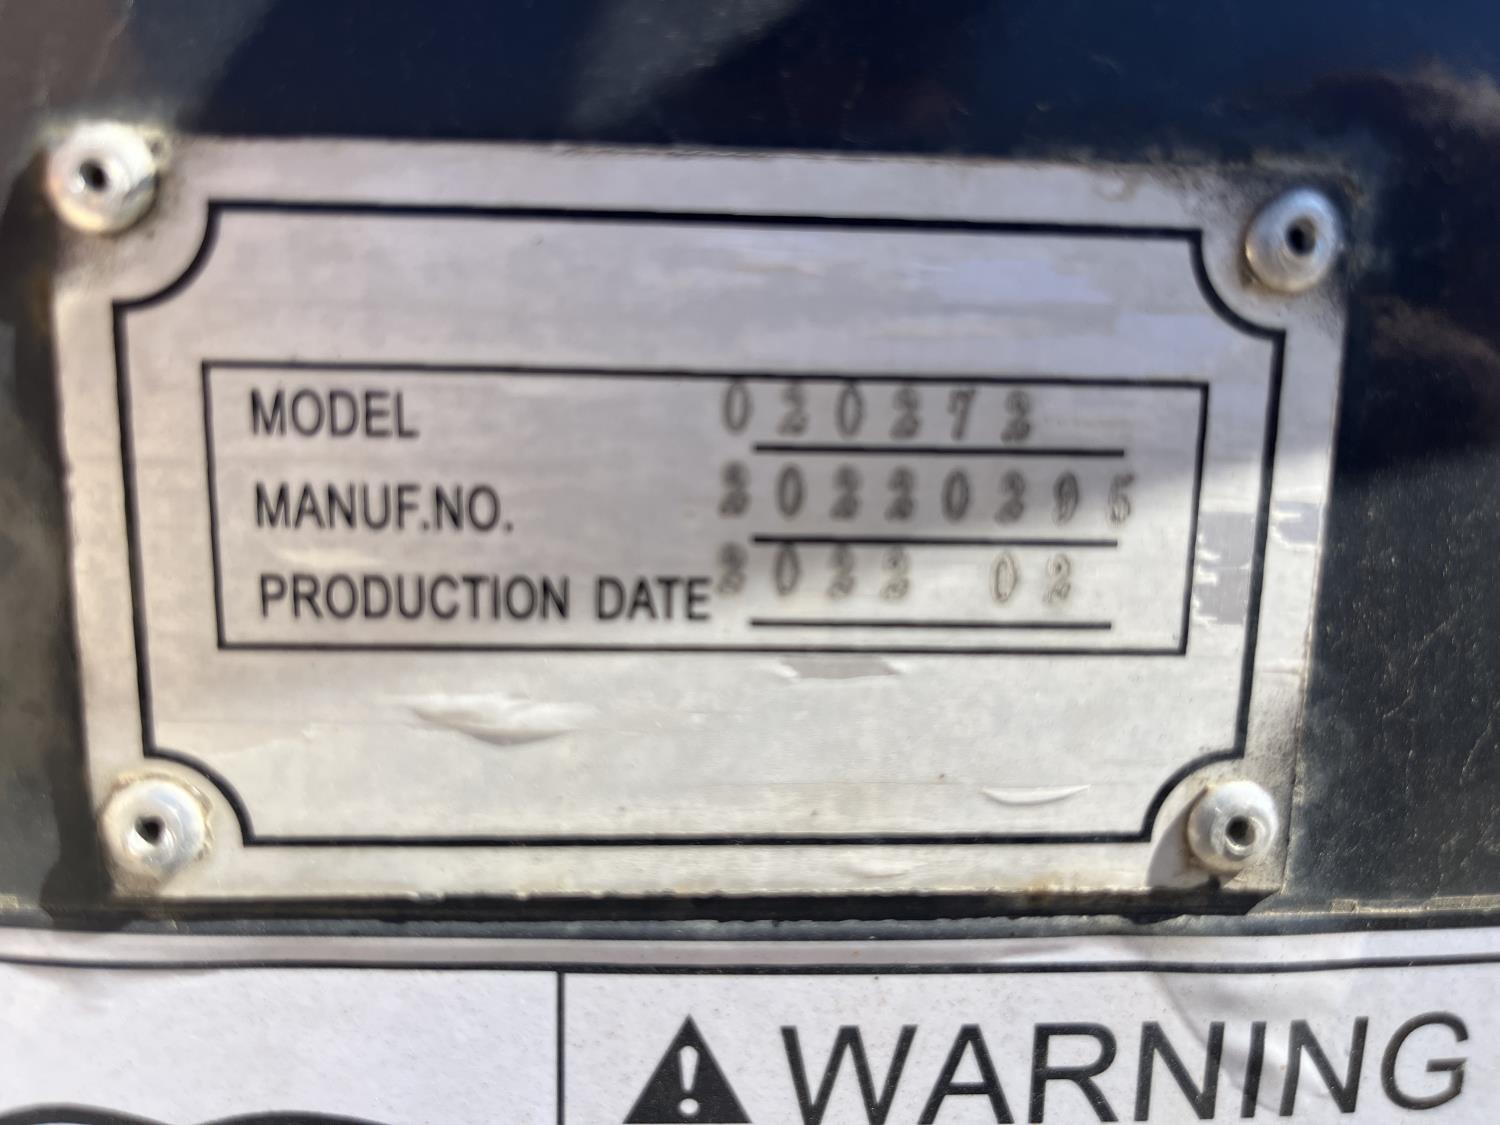 MODEL 020272
MANUF.NO. 20220295
PRODUCTION DATE 2022 02
WARNING